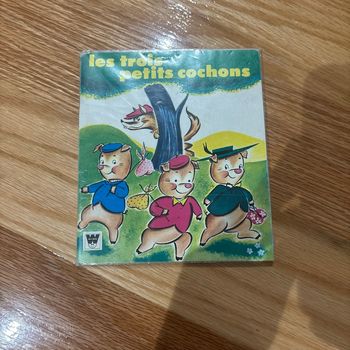 les trois
petits cochons